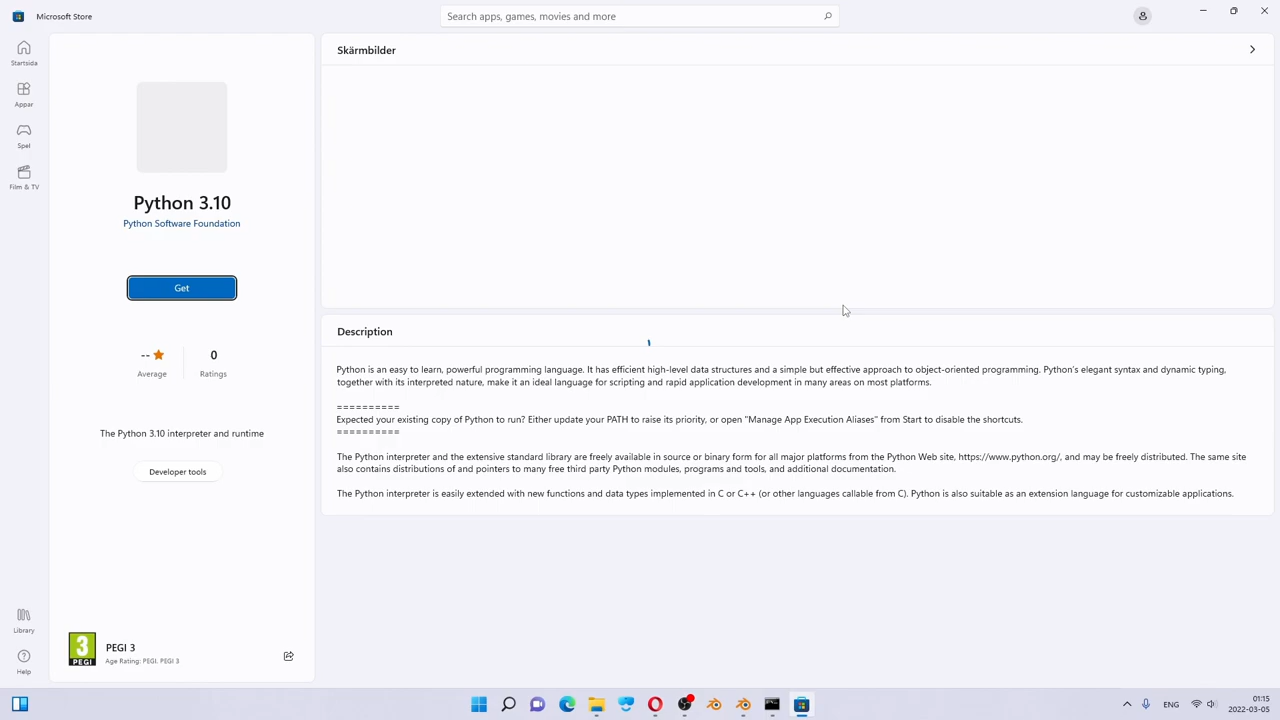 Microsoft Store
Search apps, games, movies and more
Startsida
Appar
Spel
Film & TV
Library
Help
Python 3.10
Python Software Foundation
Get
--
Average
0
Ratings
The Python 3.10 interpreter and runtime
Developer tools
3
PEGI
PEGI 3
Age Rating: PEGI. PEGI 3
Skärmbilder
Description
Python is an easy to learn, powerful programming language. It has efficient high-level data structures and a simple but effective approach to object-oriented programming. Python's elegant syntax and dynamic typing,
together with its interpreted nature, make it an ideal language for scripting and rapid application development in many areas on most platforms.
==========
Expected your existing copy of Python to run? Either update your PATH to raise its priority, or open "Manage App Execution Aliases" from Start to disable the shortcuts.
==========
The Python interpreter and the extensive standard library are freely available in source or binary form for all major platforms from the Python Web site, https://www.python.org/, and may be freely distributed. The same site
also contains distributions of and pointers to many free third party Python modules, programs and tools, and additional documentation.
The Python interpreter is easily extended with new functions and data types implemented in C or C++ (or other languages callable from C). Python is also suitable as an extension language for customizable applications.
ENG
01:15
2022-03-05